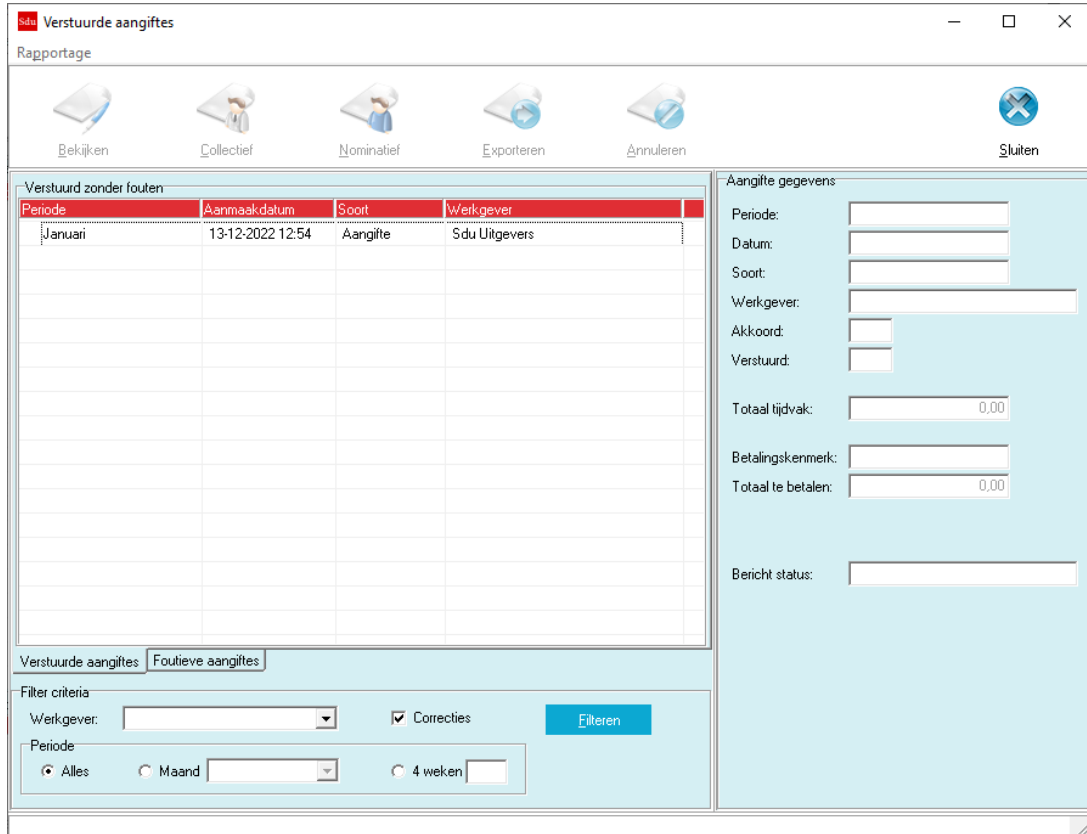 Sdu Verstuurde aangiftes
Rapportage
Bekijken Collectief Nominatief Exporteren Annuleren Sluiten
Verstuurd zonder fouten
Periode Aanmaakdatum Soort Werkgever
Januari 13-12-2022 12:54 Aangifte Sdu Uitgevers
Verstuurde aangiftes Foutieve aangiftes
Filter criteria
Werkgever: Correcties Filteren
Periode
Alles Maand 4 weken
Aangifte gegevens
Periode:
Datum:
Soort:
Werkgever:
Akkoord:
Verstuurd:
Totaal tijdvak: 0,00
Betalingskenmerk:
Totaal te betalen: 0,00
Bericht status: